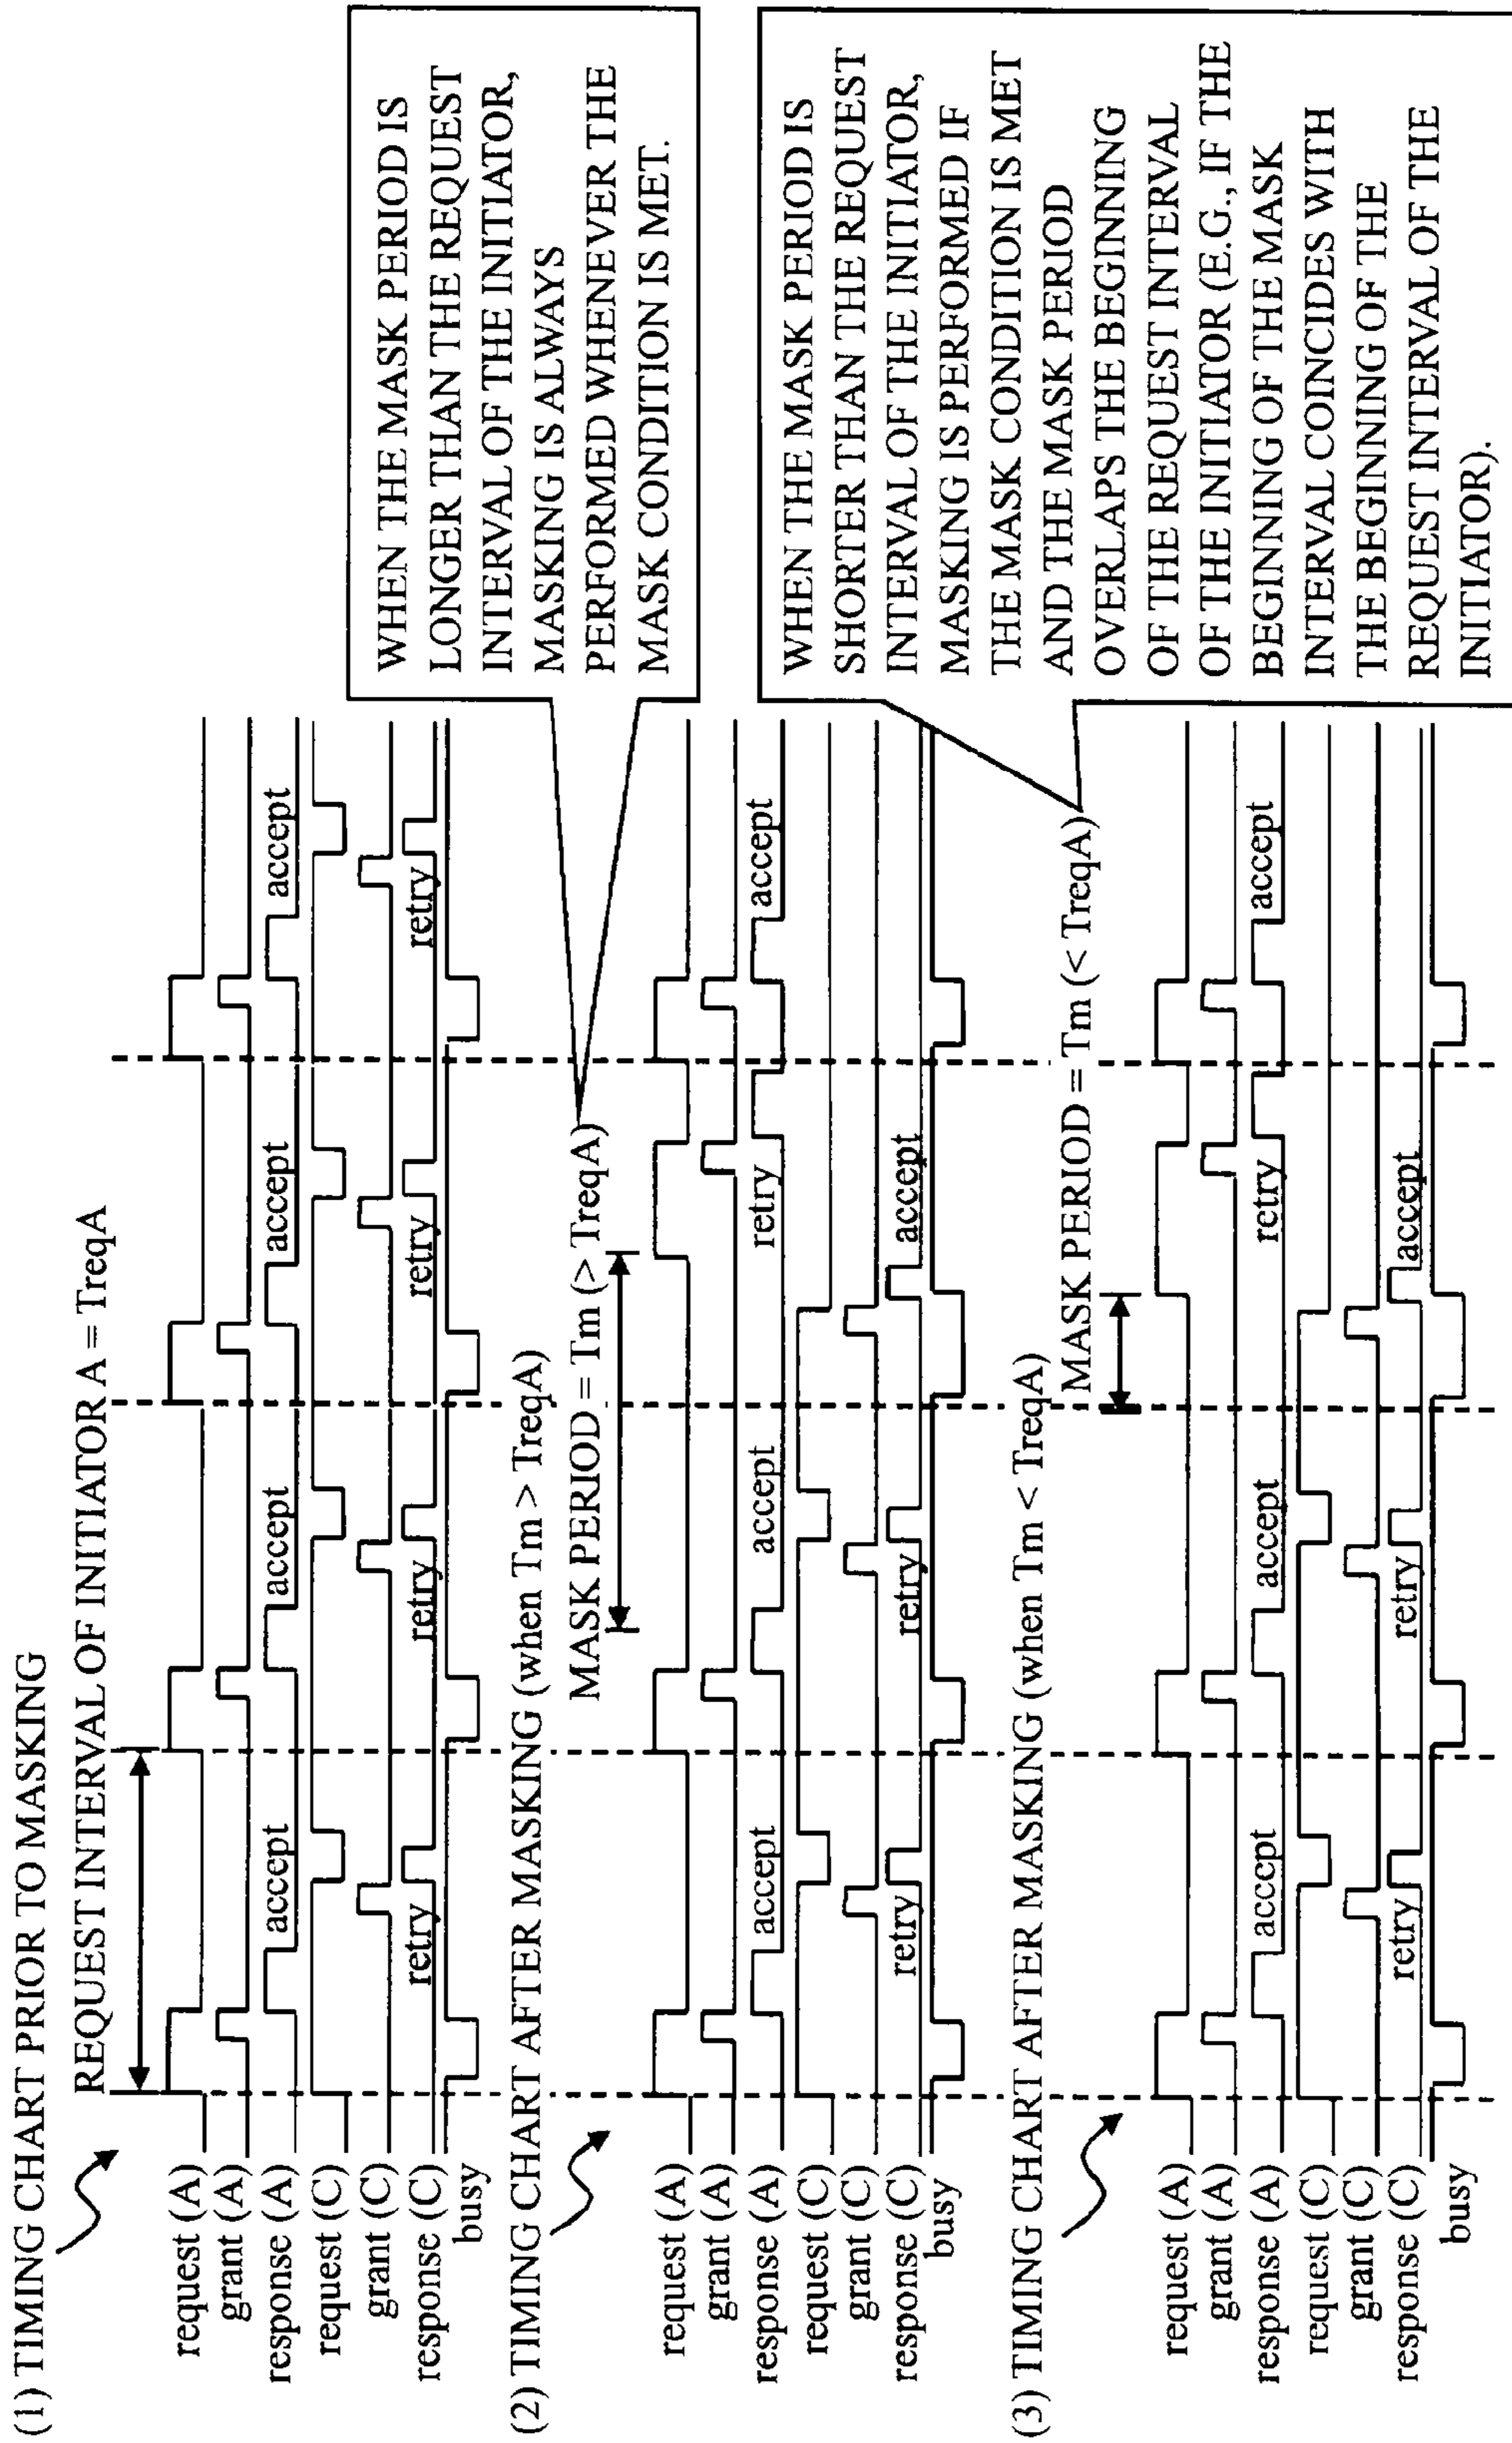 (1) TIMING CHART PRIOR TO MASKING
REQUEST INTERVAL OF INITIATOR A = TreqA
request (A)
grant (A)
response (A)
accept
accept
accept
accept
request (C)
grant (C)
response (C)
retry
retry
retry
retry
busy
(2) TIMING CHART AFTER MASKING (when Tm > TreqA)
MASK PERIOD = Tm (> TreqA)
WHEN THE MASK PERIOD IS
LONGER THAN THE REQUEST
INTERVAL OF THE INITIATOR,
MASKING IS ALWAYS
PERFORMED WHENEVER THE
MASK CONDITION IS MET.
request (A)
grant (A)
response (A)
accept
accept
retry
accept
request (C)
grant (C)
response (C)
retry
retry
accept
busy
(3) TIMING CHART AFTER MASKING (when Tm < TreqA)
MASK PERIOD = Tm (< TreqA)
WHEN THE MASK PERIOD IS
SHORTER THAN THE REQUEST
INTERVAL OF THE INITIATOR,
MASKING IS PERFORMED IF
THE MASK CONDITION IS MET
AND THE MASK PERIOD
OVERLAPS THE BEGINNING
OF THE REQUEST INTERVAL
OF THE INITIATOR (E.G., IF THE
BEGINNING OF THE MASK
INTERVAL COINCIDES WITH
THE BEGINNING OF THE
REQUEST INTERVAL OF THE
INITIATOR).
request (A)
grant (A)
response (A)
accept
accept
retry
accept
request (C)
grant (C)
response (C)
retry
retry
accept
busy